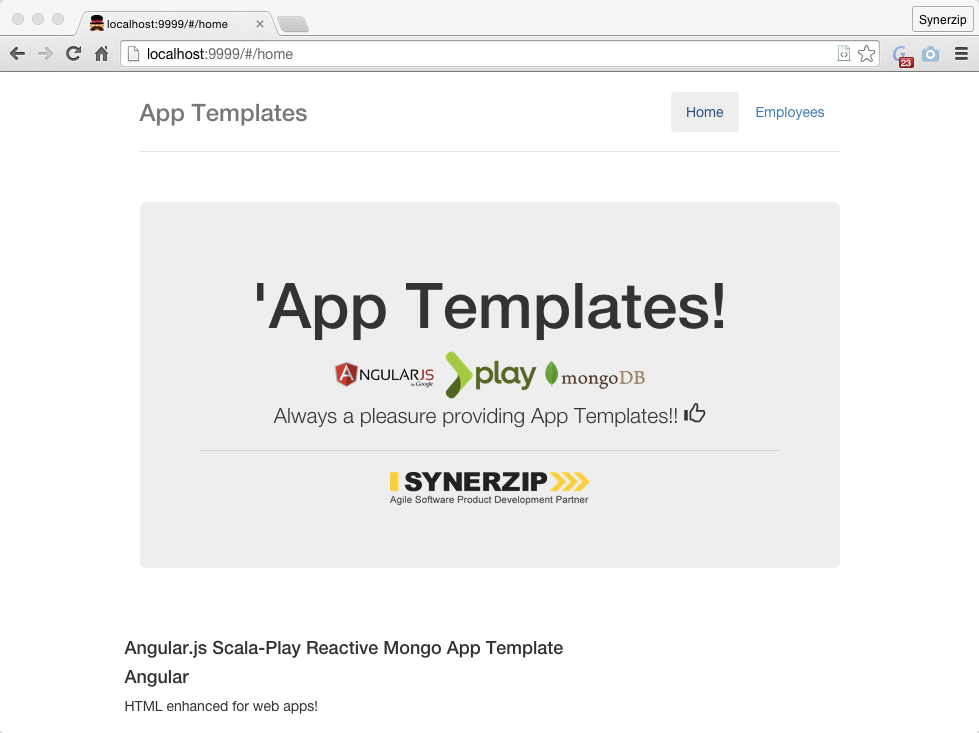 localhost:9999/#/home
Synerzip
localhost:9999/#/home
23
App Templates
Home
Employees
'App Templates!
ANGULARJS
by Google
play
mongoDB
Always a pleasure providing App Templates!!
SYNERZIP
Agile Software Product Development Partner
Angular.js Scala-Play Reactive Mongo App Template
Angular
HTML enhanced for web apps!